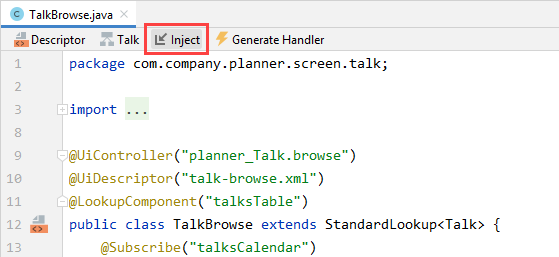 TalkBrowse.java
Descriptor Talk Inject Generate Handler
1 package com.company.planner.screen.talk;
2
3 import ...
8
9 @UiController("planner_Talk.browse")
10 @UiDescriptor("talk-browse.xml")
11 @LookupComponent("talksTable")
12 public class TalkBrowse extends StandardLookup<Talk> {
13 @Subscribe("talksCalendar")